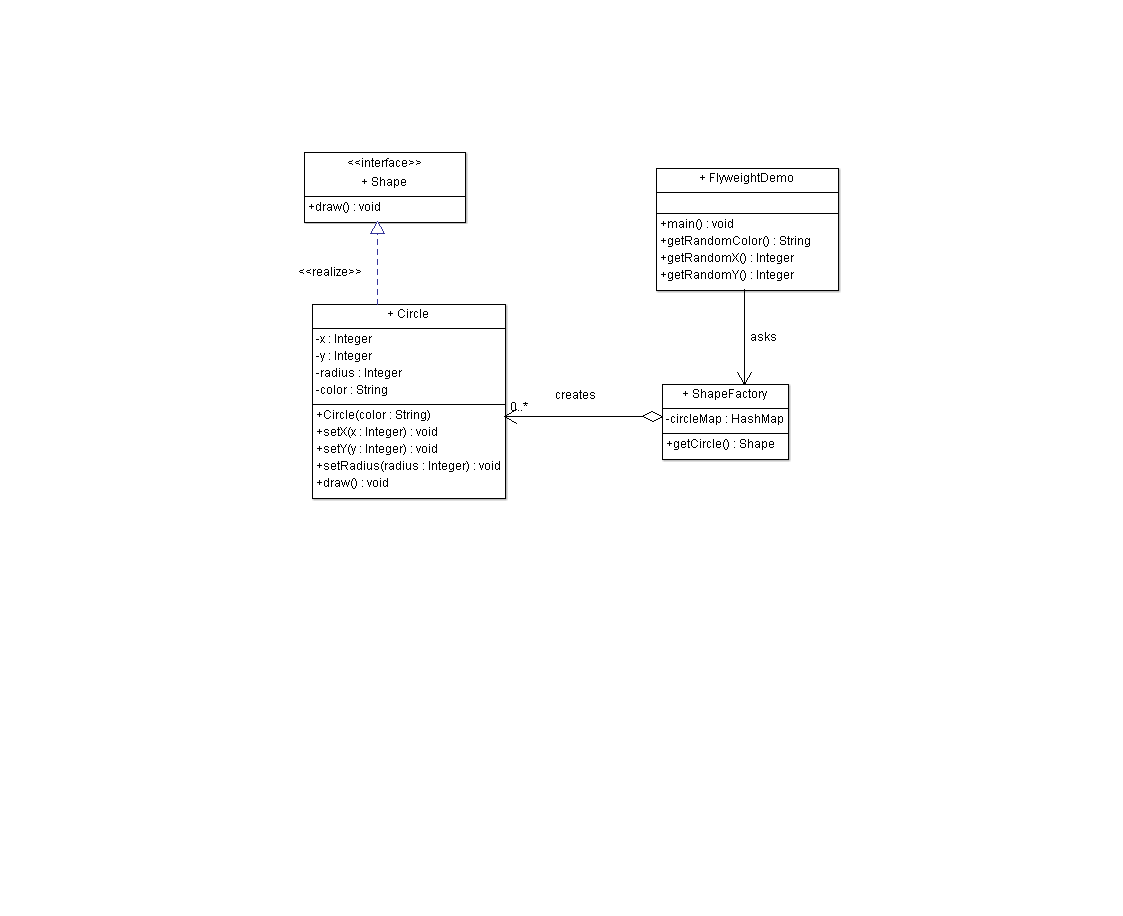 <<interface>>
+ Shape
+draw() : void
<<realize>>
+ Circle
-x : Integer
-y : Integer
-radius : Integer
-color : String
+Circle(color : String)
+setX(x : Integer) : void
+setY(y : Integer) : void
+setRadius(radius : Integer) : void
+draw() : void
0..*
creates
+ FlyweightDemo
+main() : void
+getRandomColor() : String
+getRandomX() : Integer
+getRandomY() : Integer
asks
+ ShapeFactory
-circleMap : HashMap
+getCircle() : Shape